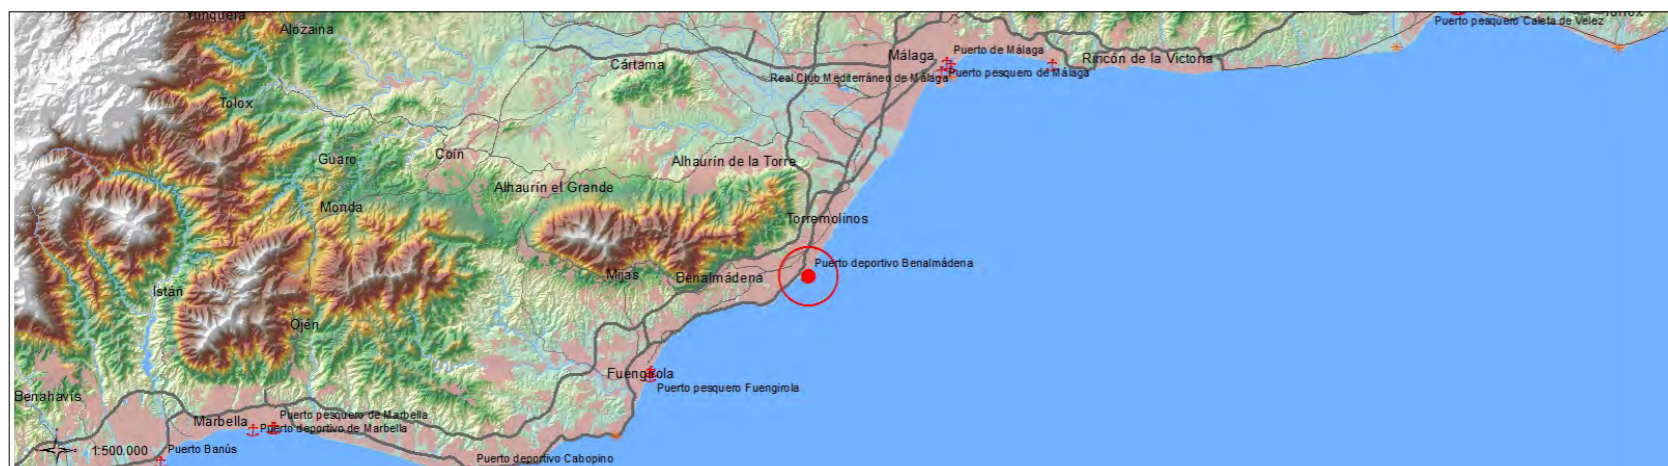 Yunquera
Alozaina
Tolox
Puerto pesquero Caleta de Velez
Málaga
Puerto de Málaga
Rincón de la Victoria
Cártama
Real Club Mediterráneo de Málaga
Puerto pesquero de Málaga
Tolox
Guaro
Coín
Alhaurín de la Torre
Alhaurín el Grande
Monda
Torremolinos
Puerto deportivo Benalmádena
Mijas
Benalmádena
Istán
Ojén
Fuengirola
Puerto pesquero Fuengirola
Benahavís
Puerto pesquero de Marbella
Marbella
Puerto deportivo de Marbella
1:500.000
Puerto Banús
Puerto deportivo Cabopino